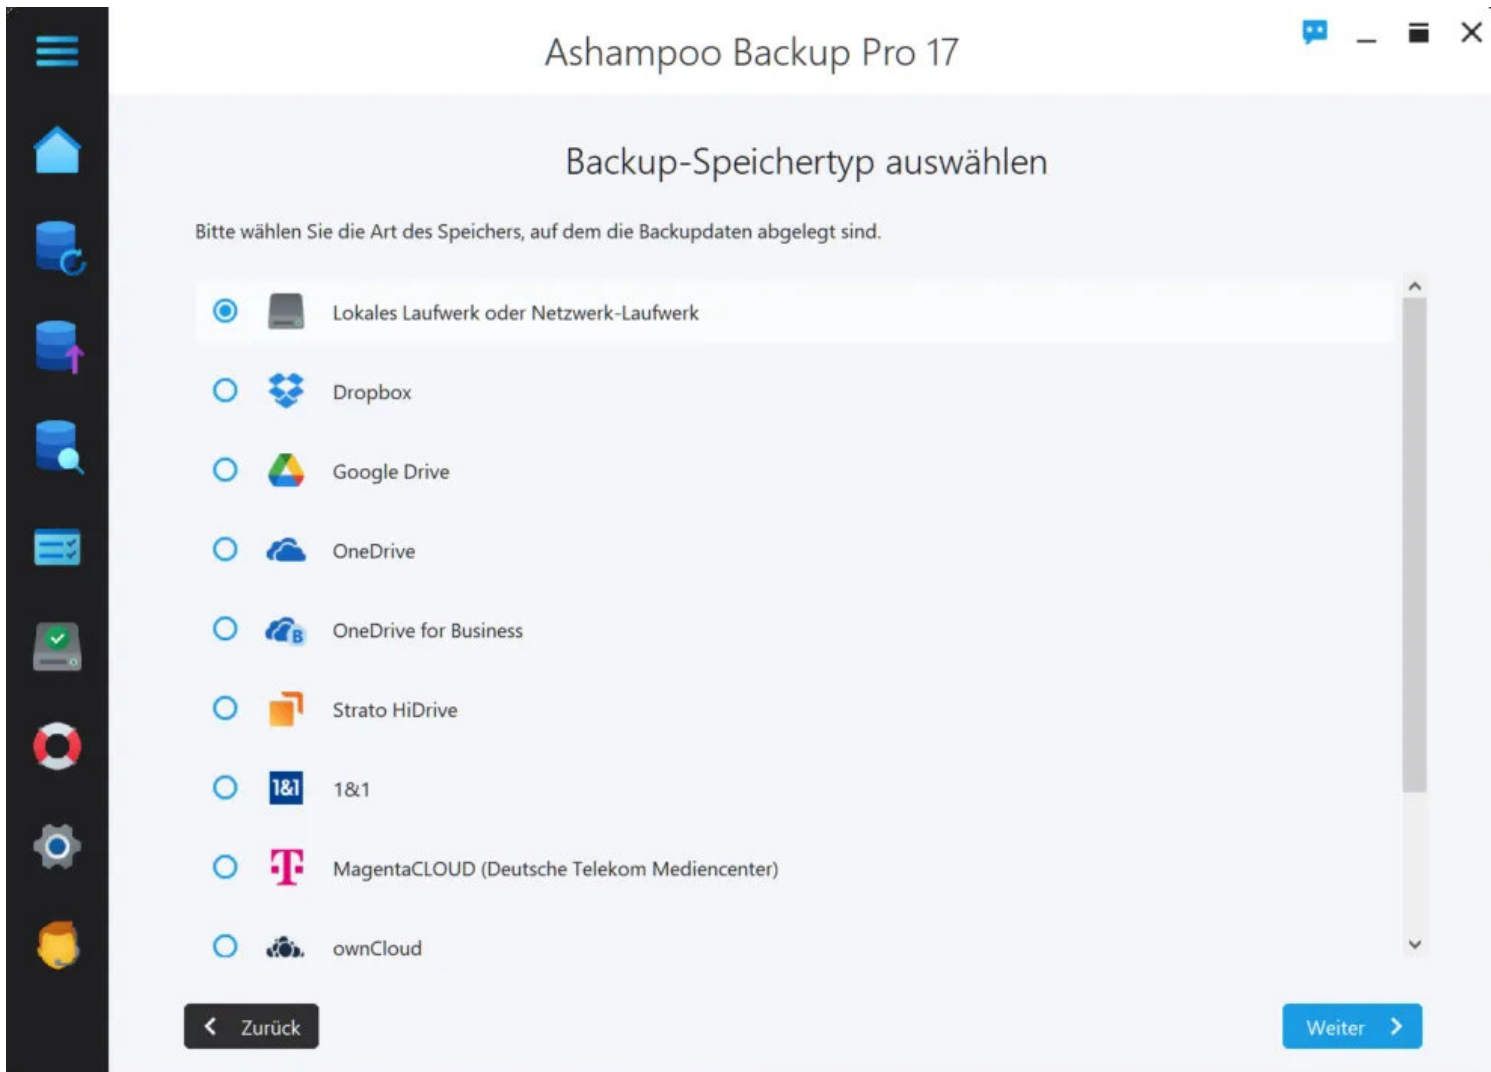 Ashampoo Backup Pro 17
Backup-Speichertyp auswählen
Bitte wählen Sie die Art des Speichers, auf dem die Backupdaten abgelegt sind.
Lokales Laufwerk oder Netzwerk-Laufwerk
Dropbox
Google Drive
OneDrive
B OneDrive for Business
Strato HiDrive
1&1 1&1
T MagentaCLOUD (Deutsche Telekom Mediencenter)
ownCloud
Zurück
Weiter